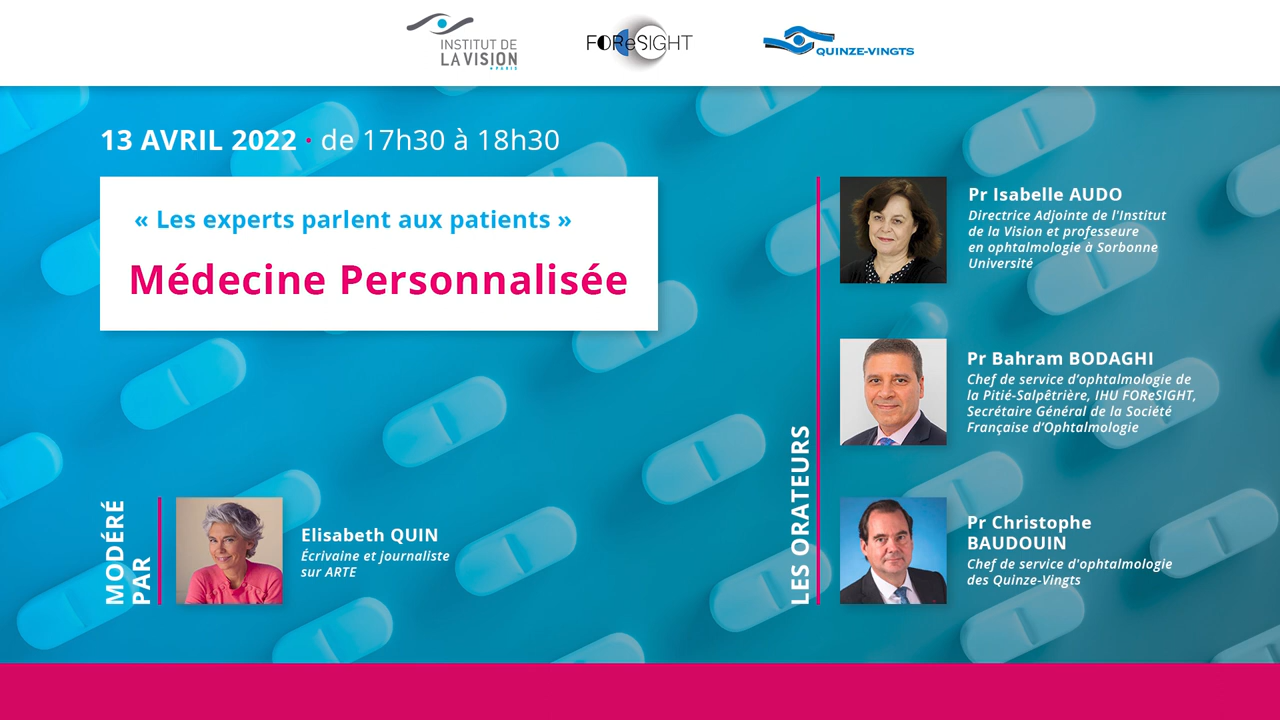 INSTITUT DE
LA VISION
PARIS
FOReSIGHT
QUINZE-VINGTS
13 AVRIL 2022 · de 17h30 à 18h30
« Les experts parlent aux patients »
Médecine Personnalisée
MODÉRÉ
PAR
Elisabeth QUIN
Écrivaine et journaliste
sur ARTE
LES ORATEURS
Pr Isabelle AUDO
Directrice Adjointe de l'Institut
de la Vision et professeure
en ophtalmologie à Sorbonne
Université
Pr Bahram BODAGHI
Chef de service d’ophtalmologie de
la Pitié-Salpêtrière, IHU FOReSIGHT,
Secrétaire Général de la Société
Française d’Ophtalmologie
Pr Christophe
BAUDOUIN
Chef de service d'ophtalmologie
des Quinze-Vingts